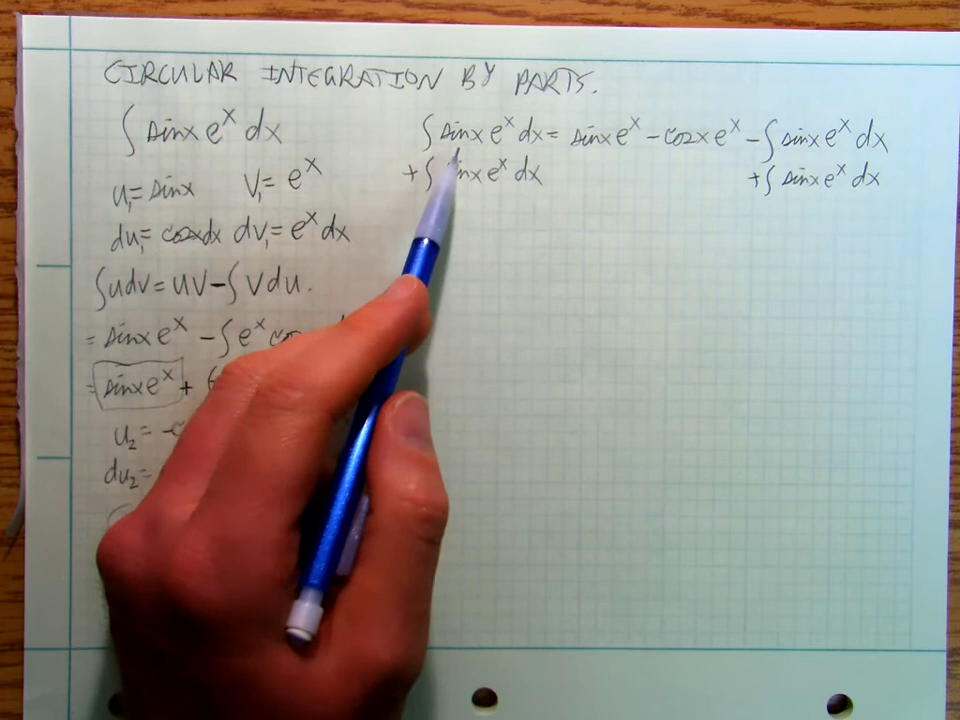 CIRCULAR INTEGRATION BY PARTS.
∫ sinx e^x dx
u₁ = sinx V₁ = e^x
du₁ = cosxdx dv₁ = e^x dx
∫udv = uv - ∫vdu.
= sinx e^x - ∫ e^x
= sinx e^x +
u₂ = -
du₂ =
∫ sinx e^x dx = sinx e^x - cosx e^x - ∫ sinx e^x dx
+∫ sinx e^x dx +∫ sinx e^x dx